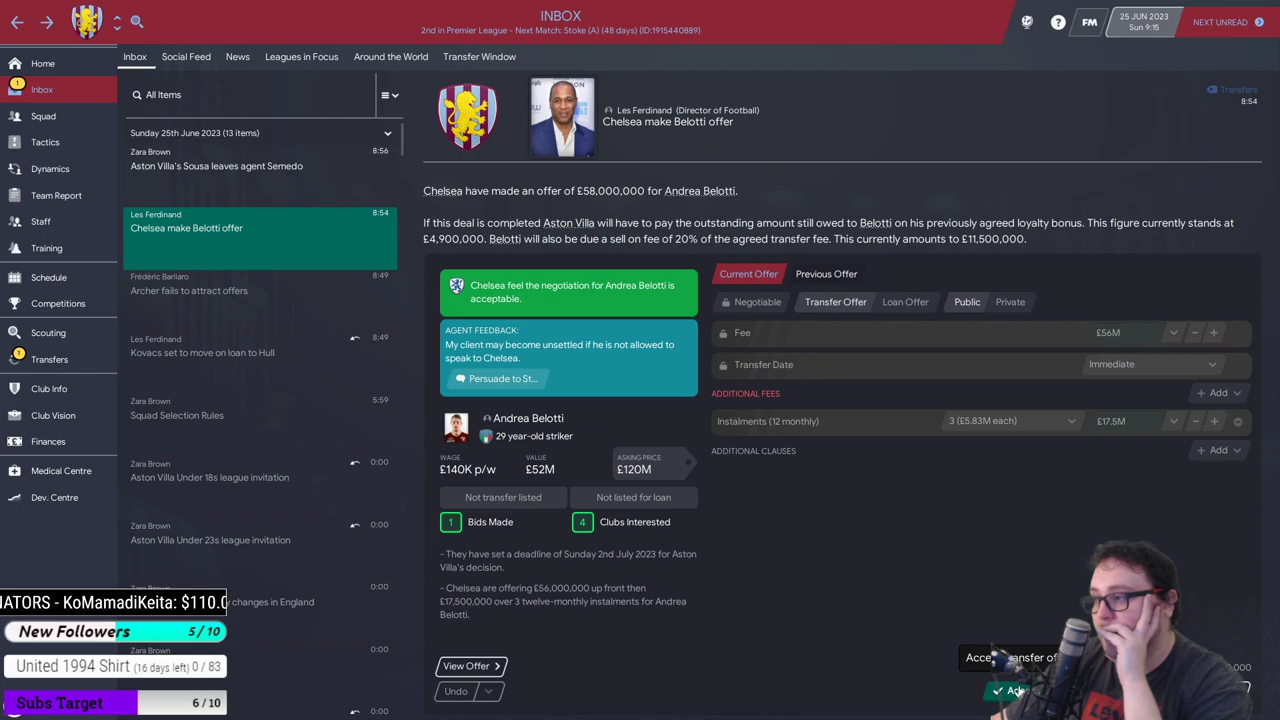 INBOX
2nd in Premier League - Next Match: Stoke (A) (48 days) (ID:1915440889)
?
FM
25 JUN 2023
Sun 9:15
NEXT UNREAD
Home
1
Inbox
Squad
Tactics
Dynamics
Team Report
Staff
Training
Schedule
Competitions
Scouting
1
Transfers
Club Info
Club Vision
Finances
Medical Centre
Dev. Centre
Inbox
Social Feed
News
Leagues in Focus
Around the World
Transfer Window
All Items
Sunday 25th June 2023 (13 items)
Zara Brown
8:56
Aston Villa's Sousa leaves agent Semedo
Les Ferdinand
8:54
Chelsea make Belotti offer
Frédéric Barilaro
8:49
Archer fails to attract offers
Les Ferdinand
8:49
Kovacs set to move on loan to Hull
Zara Brown
5:59
Squad Selection Rules
Zara Brown
0:00
Aston Villa Under 18s league invitation
Zara Brown
0:00
Aston Villa Under 23s league invitation
Zara Brown
0:00
changes in England
Zara Brown
0:00
0:00
Les Ferdinand (Director of Football)
Chelsea make Belotti offer
Transfers
8:54
Chelsea have made an offer of £58,000,000 for Andrea Belotti.
If this deal is completed Aston Villa will have to pay the outstanding amount still owed to Belotti on his previously agreed loyalty bonus. This figure currently stands at
£4,900,000. Belotti will also be due a sell on fee of 20% of the agreed transfer fee. This currently amounts to £11,500,000.
Chelsea feel the negotiation for Andrea Belotti is
acceptable.
AGENT FEEDBACK:
My client may become unsettled if he is not allowed to
speak to Chelsea.
Persuade to St...
Andrea Belotti
29 year-old striker
WAGE
£140K p/w
VALUE
£52M
ASKING PRICE
£120M
Not transfer listed
Not listed for loan
1
Bids Made
4
Clubs Interested
- They have set a deadline of Sunday 2nd July 2023 for Aston
Villa's decision.
- Chelsea are offering £56,000,000 up front then
£17,500,000 over 3 twelve-monthly instalments for Andrea
Belotti.
View Offer
Undo
Current Offer
Previous Offer
Negotiable
Transfer Offer
Loan Offer
Public
Private
Fee
£56M
Transfer Date
Immediate
ADDITIONAL FEES
+ Add
Instalments (12 monthly)
3 (£5.83M each)
£17.5M
ADDITIONAL CLAUSES
+ Add
NATORS - KoMamadiKeita: $110.0
New Followers
5 / 10
United 1994 Shirt (16 days left) 0 / 83
Subs Target
6 / 10